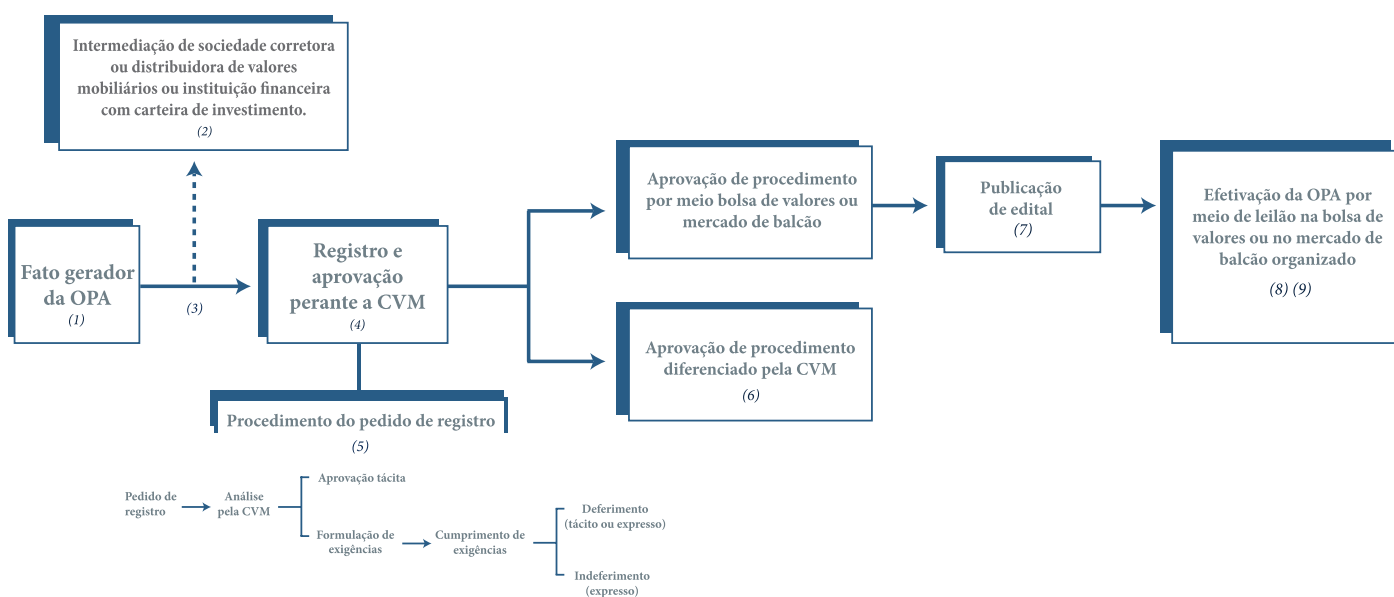 Intermediação de sociedade corretora
ou distribuidora de valores
mobiliários ou instituição financeira
com carteira de investimento.
(2)
Fato gerador
da OPA
(1)
(3)
Registro e
aprovação
perante a CVM
(4)
Procedimento do pedido de registro
(5)
Aprovação de procedimento
por meio bolsa de valores ou
mercado de balcão
Aprovação de procedimento
diferenciado pela CVM
(6)
Publicação
de edital
(7)
Efetivação da OPA por
meio de leilão na bolsa de
valores ou no mercado de
balcão organizado
(8) (9)
Pedido de
registro
Análise
pela CVM
Aprovação tácita
Formulação de
exigências
Cumprimento de
exigências
Deferimento
(tácito ou expresso)
Indeferimento
(expresso)